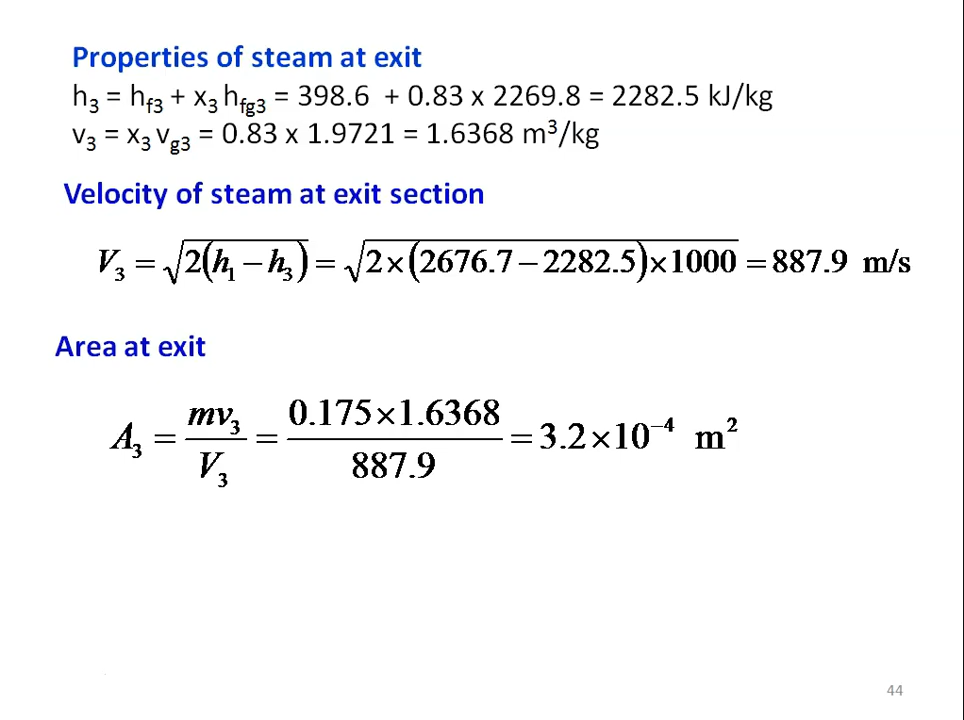 Properties of steam at exit
h₃ = h_f3 + x₃ h_fg3 = 398.6 + 0.83 x 2269.8 = 2282.5 kJ/kg
v₃ = x₃ v_g3 = 0.83 x 1.9721 = 1.6368 m³/kg
Velocity of steam at exit section
V₃ = √(2(h₁ − h₃)) = √(2×(2676.7 − 2282.5)×1000) = 887.9 m/s
Area at exit
A₃ = mv₃/V₃ = 0.175×1.6368/887.9 = 3.2×10⁻⁴ m²
44